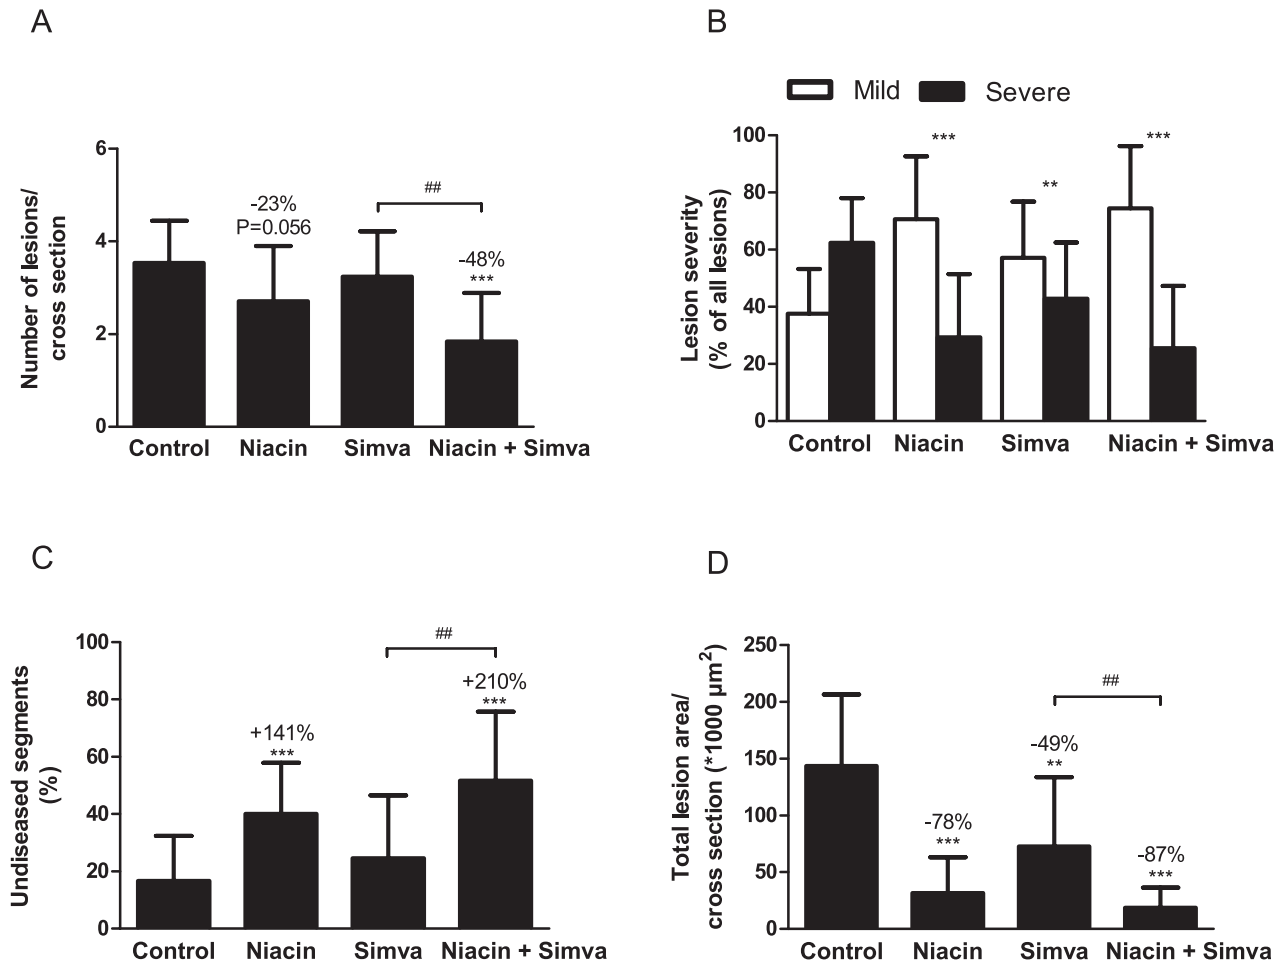 A
Number of lesions/
cross section
6
4
2
0
-23%
P=0.056
##
-48%
***
Control Niacin Simva Niacin + Simva
B
Mild Severe
Lesion severity
(% of all lesions)
100
80
60
40
20
0
***
**
***
Control Niacin Simva Niacin + Simva
C
Undiseased segments
(%)
100
80
60
40
20
0
+141%
***
##
+210%
***
Control Niacin Simva Niacin + Simva
D
Total lesion area/
cross section (*1000 µm²)
250
200
150
100
50
0
-78%
***
-49%
**
##
-87%
***
Control Niacin Simva Niacin + Simva